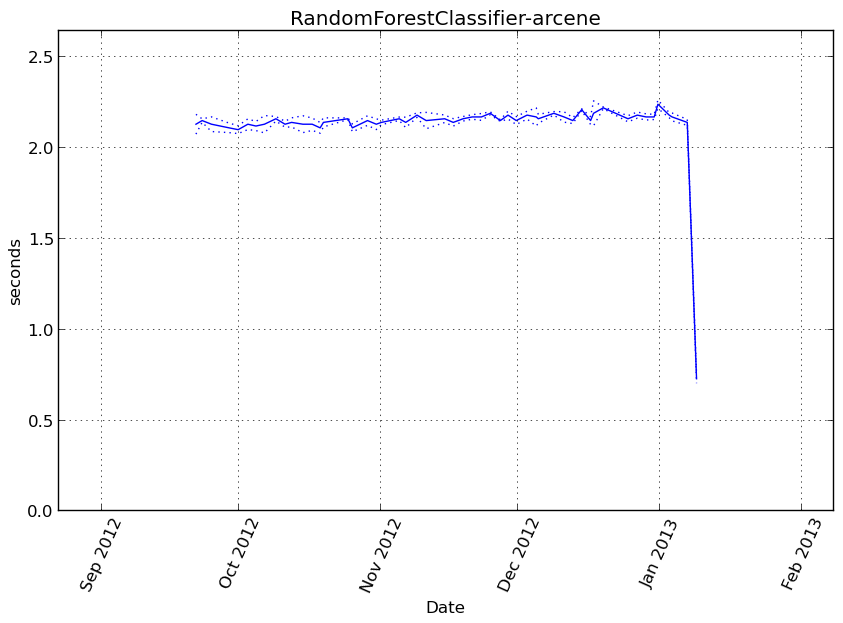 RandomForestClassifier-arcene
2.5
2.0
1.5
1.0
0.5
0.0
seconds
Sep 2012
Oct 2012
Nov 2012
Dec 2012
Jan 2013
Feb 2013
Date